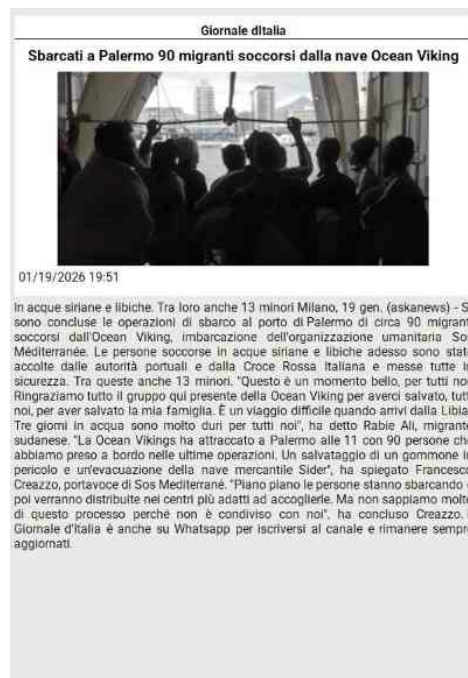 Giornale dItalia
Sbarcati a Palermo 90 migranti soccorsi dalla nave Ocean Viking
01/19/2026 19:51
In acque siriane e libiche. Tra loro anche 13 minori Milano, 19 gen. (askanews) - S
sono concluse le operazioni di sbarco al porto di Palermo di circa 90 migrant
soccorsi dall'Ocean Viking, imbarcazione dell'organizzazione umanitaria So
Méditerranée. Le persone soccorse in acque siriane e libiche adesso sono stat
accolte dalle autorità portuali e dalla Croce Rossa Italiana e messe tutte i
sicurezza. Tra queste anche 13 minori. "Questo è un momento bello, per tutti no
Ringraziamo tutto il gruppo qui presente della Ocean Viking per averci salvato, tut
noi, per aver salvato la mia famiglia. È un viaggio difficile quando arrivi dalla Libia
Tre giorni in acqua sono molto duri per tutti noi", ha detto Rabie Ali, migrant
sudanese. "La Ocean Vikings ha attraccato a Palermo alle 11 con 90 persone ch
abbiamo preso a bordo nelle ultime operazioni. Un salvataggio di un gommone i
pericolo e un'evacuazione della nave mercantile Sider", ha spiegato Francesc
Creazzo, portavoce di Sos Mediterrané. "Piano piano le persone stanno sbarcando
poi verranno distribuite nei centri più adatti ad accoglierle. Ma non sappiamo molt
di questo processo perché non è condiviso con noi", ha concluso Creazzo.
Giornale d'Italia è anche su Whatsapp per iscriversi al canale e rimanere sempr
aggiornati.